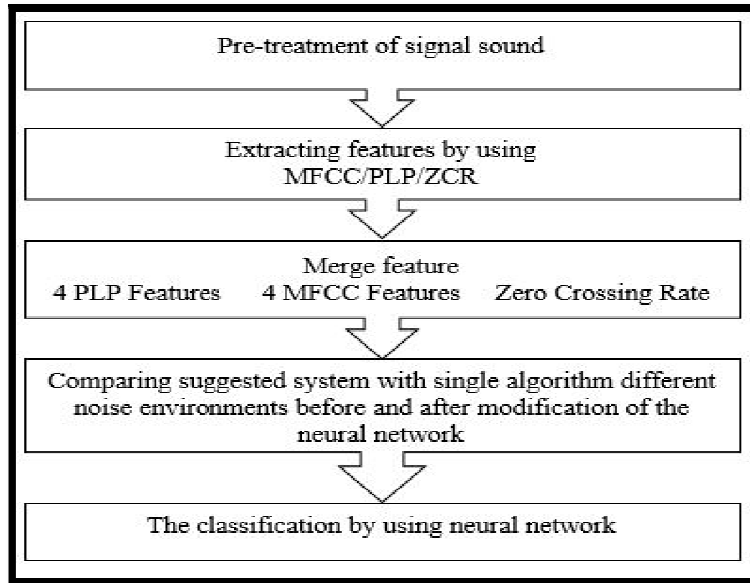 Pre-treatment of signal sound
Extracting features by using
MFCC/PLP/ZCR
Merge feature
4 PLP Features 4 MFCC Features Zero Crossing Rate
Comparing suggested system with single algorithm different
noise environments before and after modification of the
neural network
The classification by using neural network